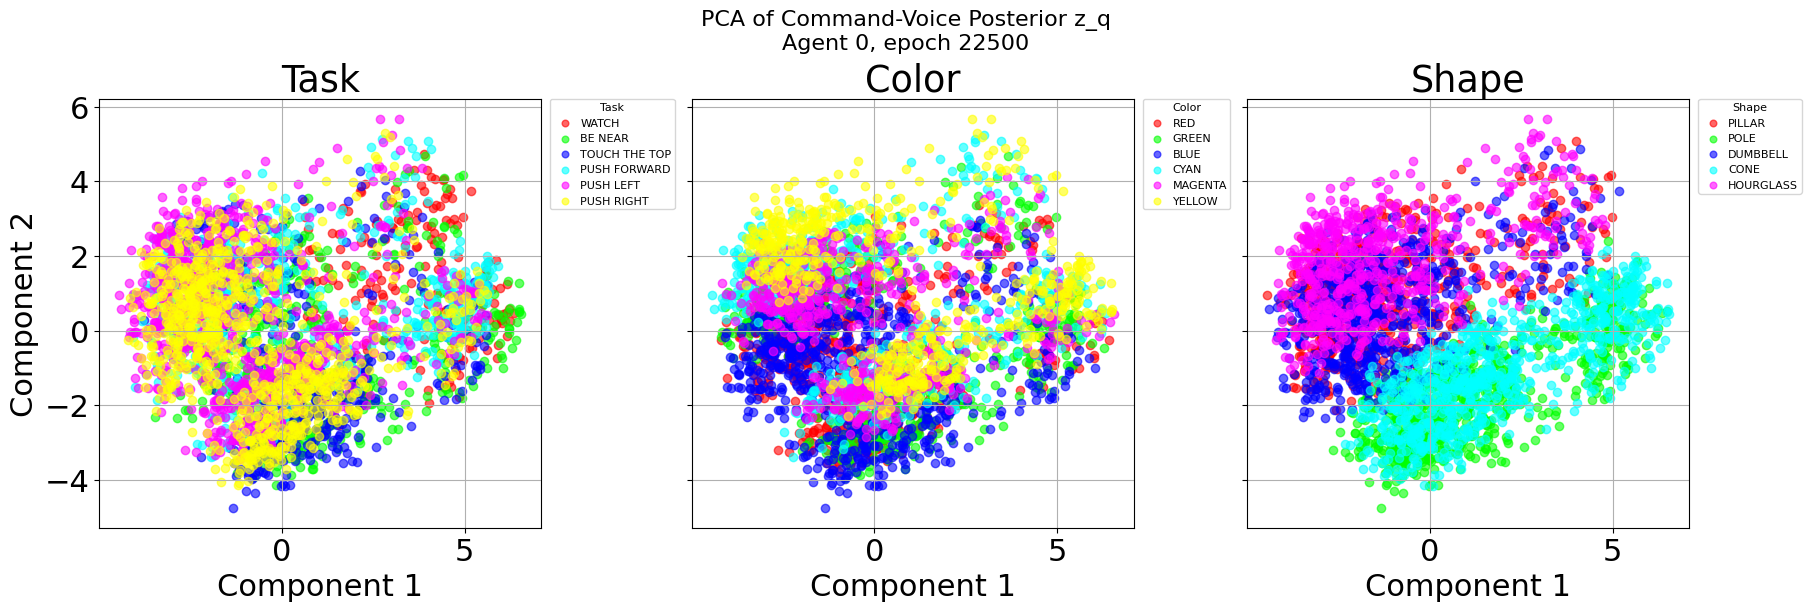 PCA of Command-Voice Posterior z_q
Agent 0, epoch 22500
Task
Color
Shape
Component 2
6
4
2
0
−2
−4
0
5
Component 1
0
5
Component 1
0
5
Component 1
Task
WATCH
BE NEAR
TOUCH THE TOP
PUSH FORWARD
PUSH LEFT
PUSH RIGHT
Color
RED
GREEN
BLUE
CYAN
MAGENTA
YELLOW
Shape
PILLAR
POLE
DUMBBELL
CONE
HOURGLASS